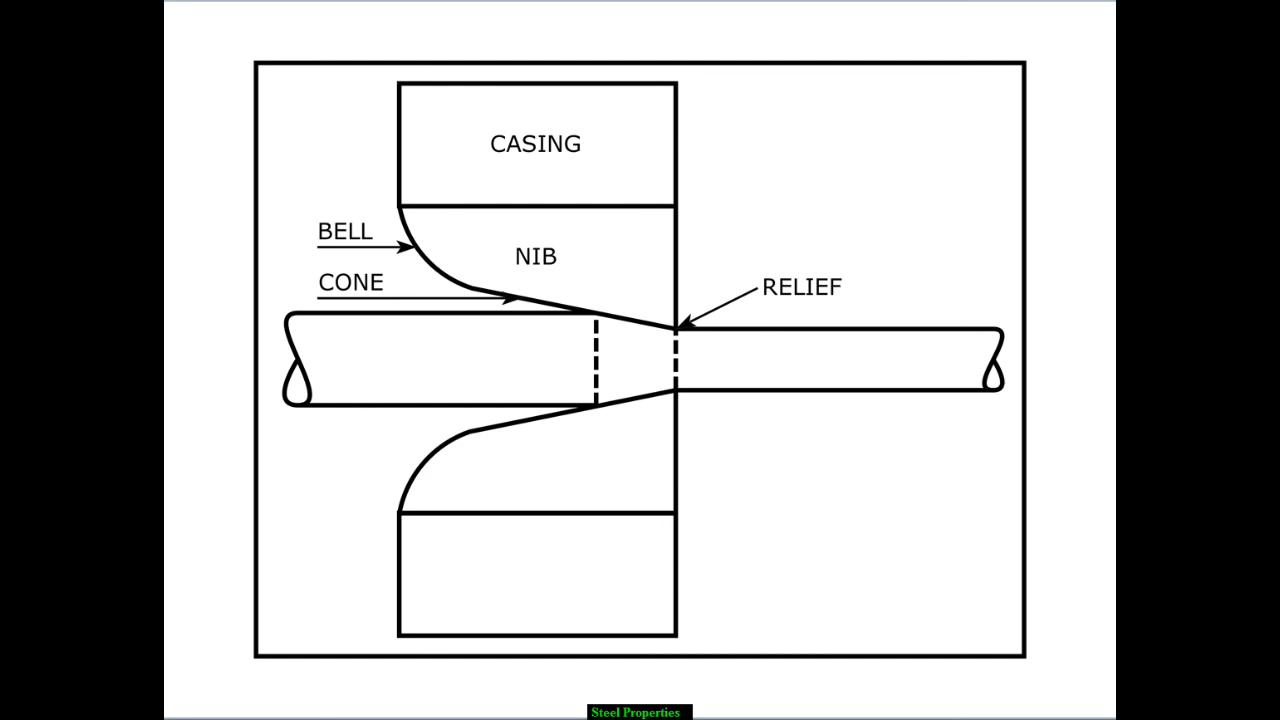 CASING
BELL
NIB
CONE
RELIEF
Steel Properties